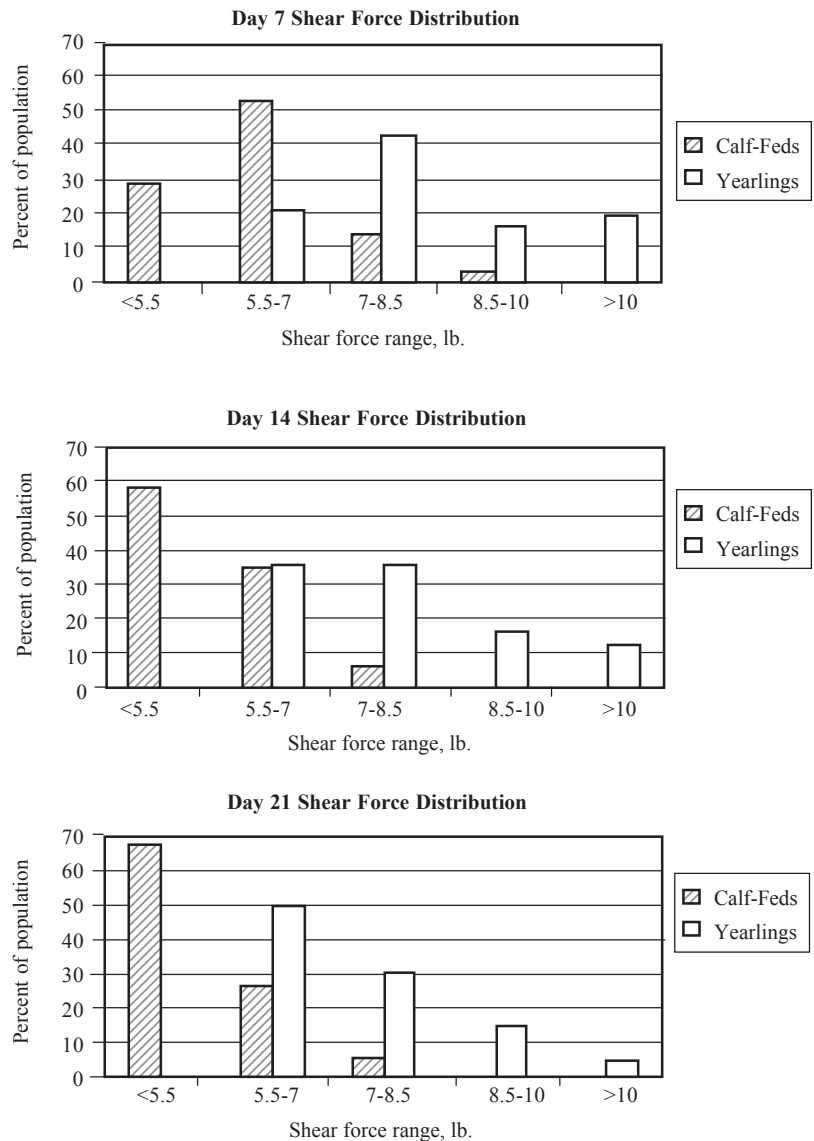 Day 7 Shear Force Distribution
Percent of population
70
60
50
40
30
20
10
0
<5.5 5.5-7 7-8.5 8.5-10 >10
Shear force range, lb.
Calf-Feds
Yearlings
Day 14 Shear Force Distribution
Percent of population
70
60
50
40
30
20
10
0
<5.5 5.5-7 7-8.5 8.5-10 >10
Shear force range, lb.
Calf-Feds
Yearlings
Day 21 Shear Force Distribution
Percent of population
70
60
50
40
30
20
10
0
<5.5 5.5-7 7-8.5 8.5-10 >10
Shear force range, lb.
Calf-Feds
Yearlings